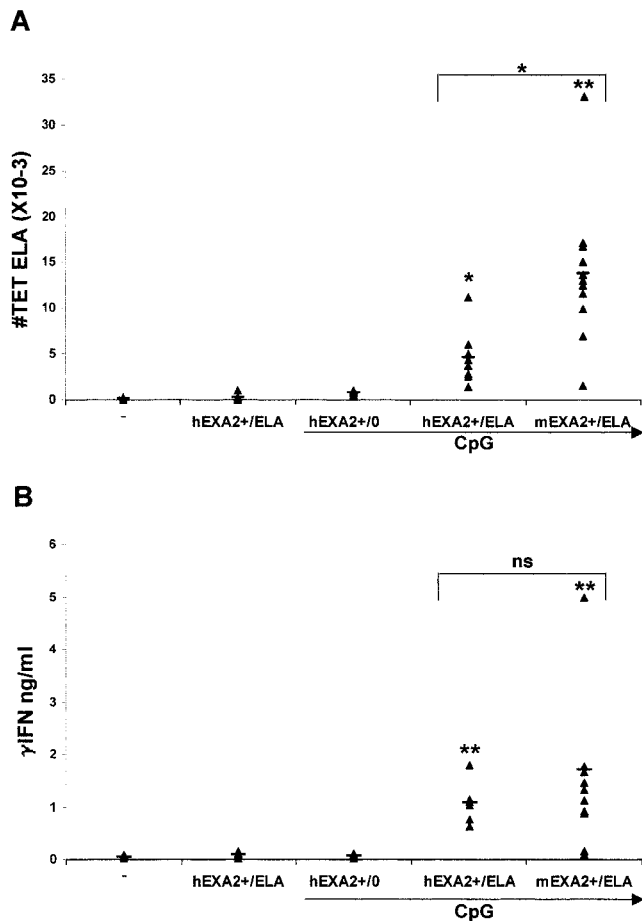 A
*
**
35
30
25
20
15
10
5
0
#TET ELA (X10-3)
*
- hEXA2+/ELA hEXA2+/0 hEXA2+/ELA mEXA2+/ELA
CpG
B
ns
**
6
5
4
3
2
1
0
γIFN ng/ml
**
- hEXA2+/ELA hEXA2+/0 hEXA2+/ELA mEXA2+/ELA
CpG